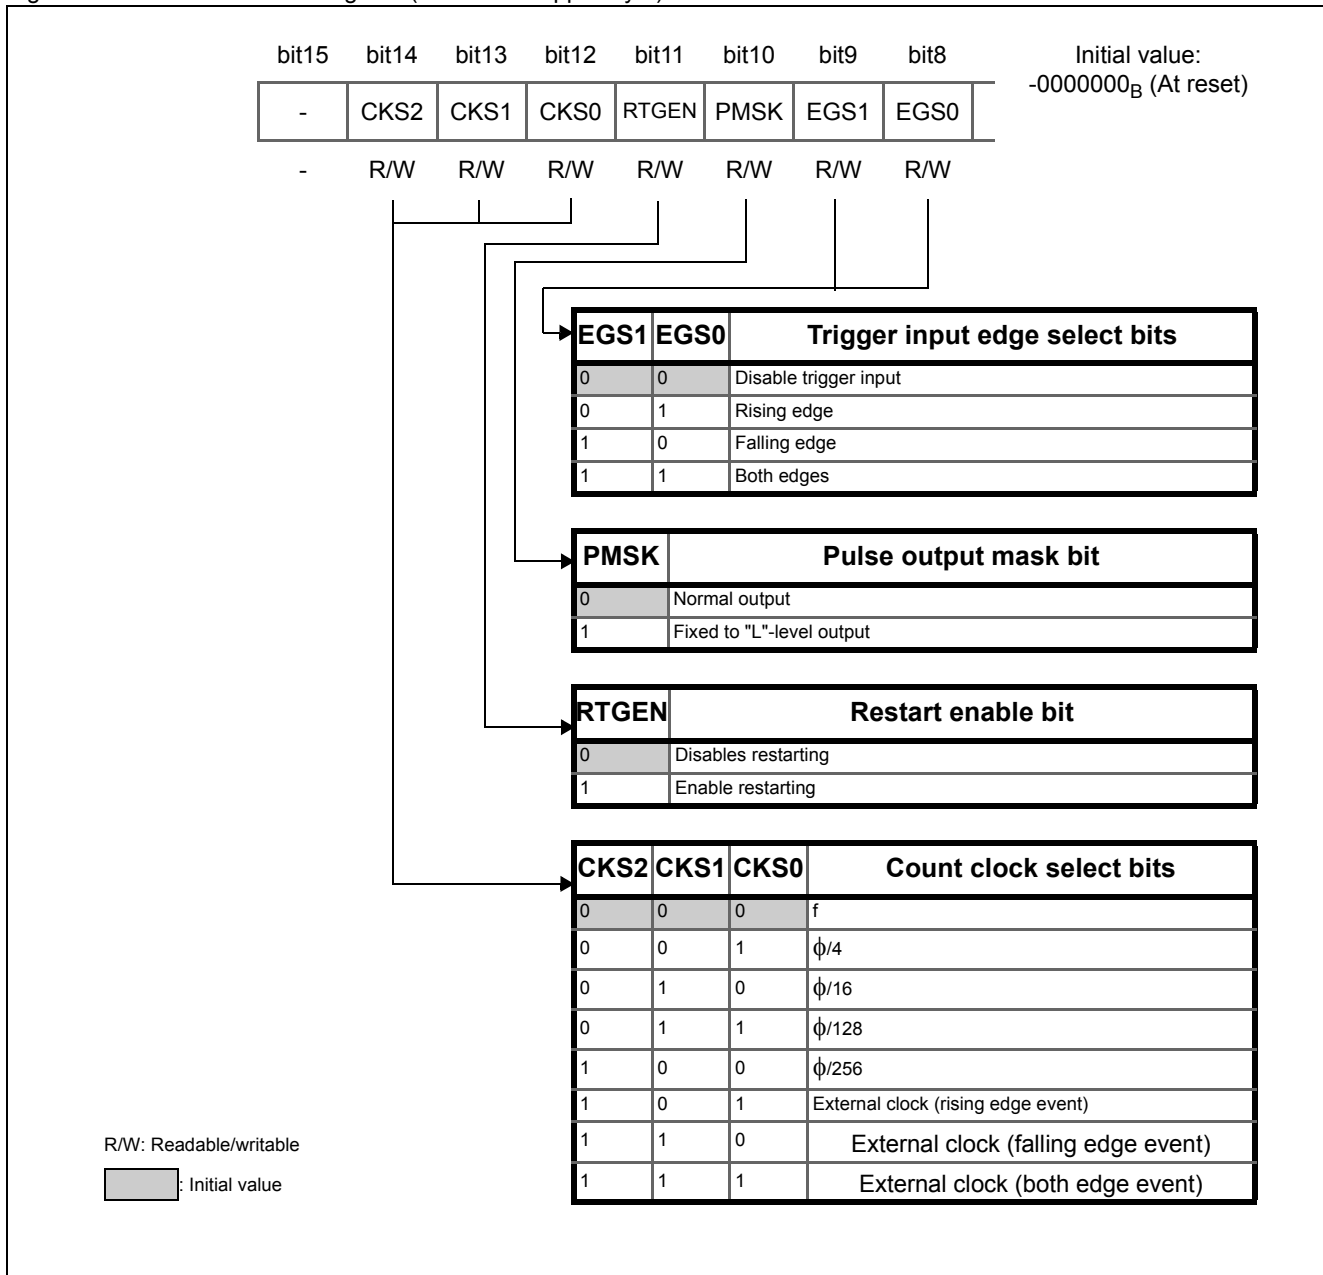 bit15 bit14 bit13 bit12 bit11 bit10 bit9 bit8 Initial value:
-0000000B (At reset)
- CKS2 CKS1 CKS0 RTGEN PMSK EGS1 EGS0
- R/W R/W R/W R/W R/W R/W R/W
EGS1 EGS0 Trigger input edge select bits
0 0 Disable trigger input
0 1 Rising edge
1 0 Falling edge
1 1 Both edges
PMSK Pulse output mask bit
0 Normal output
1 Fixed to "L"-level output
RTGEN Restart enable bit
0 Disables restarting
1 Enable restarting
CKS2 CKS1 CKS0 Count clock select bits
0 0 0 f
0 0 1 ϕ/4
0 1 0 ϕ/16
0 1 1 ϕ/128
1 0 0 ϕ/256
1 0 1 External clock (rising edge event)
1 1 0 External clock (falling edge event)
1 1 1 External clock (both edge event)
R/W: Readable/writable
: Initial value